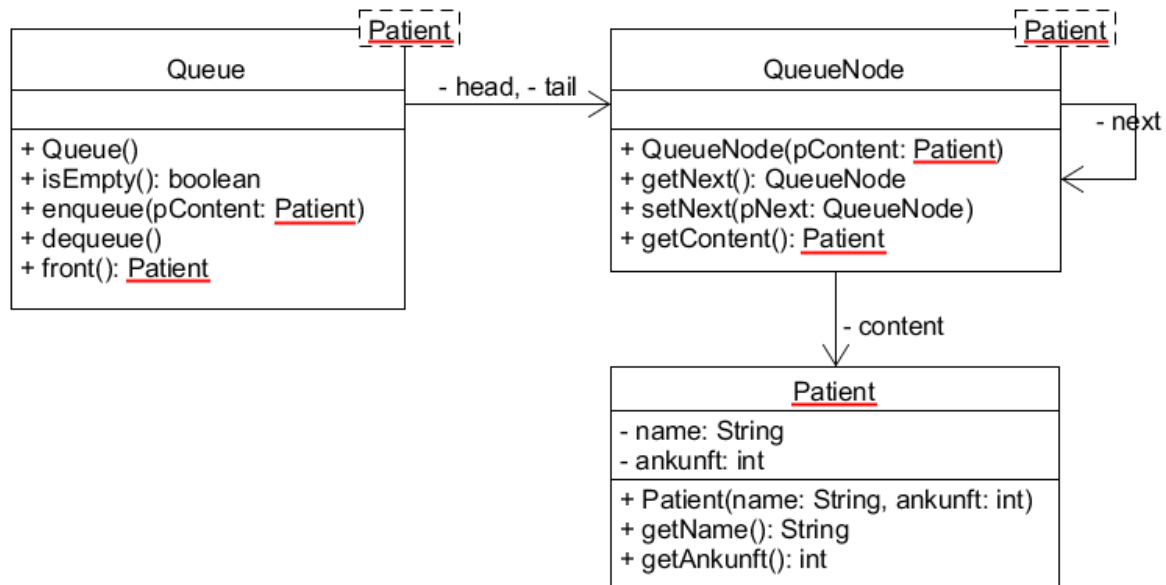 Patient
Queue
+ Queue()
+ isEmpty(): boolean
+ enqueue(pContent: Patient)
+ dequeue()
+ front(): Patient
- head, - tail
Patient
QueueNode
+ QueueNode(pContent: Patient)
+ getNext(): QueueNode
+ setNext(pNext: QueueNode)
+ getContent(): Patient
- next
- content
Patient
- name: String
- ankunft: int
+ Patient(name: String, ankunft: int)
+ getName(): String
+ getAnkunft(): int